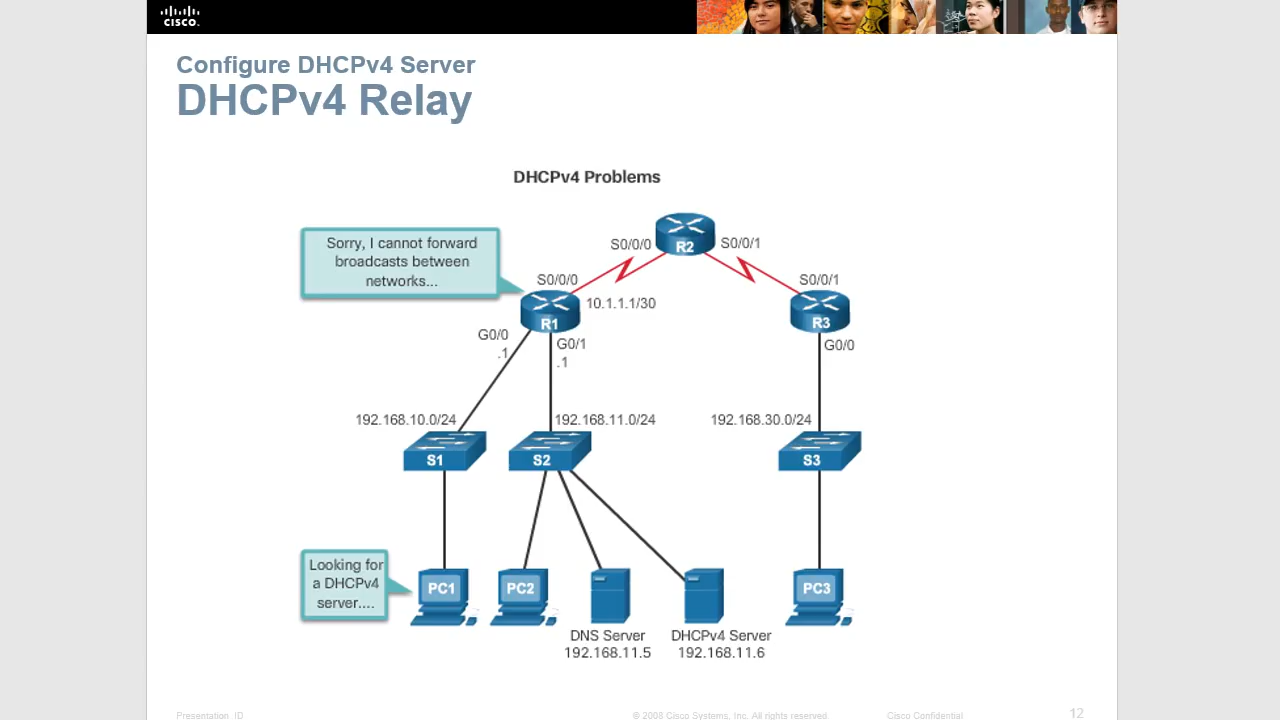 CISCO
Configure DHCPv4 Server
DHCPv4 Relay
DHCPv4 Problems
Sorry, I cannot forward
broadcasts between
networks...
R2
S0/0/0
S0/0/1
S0/0/0
S0/0/1
10.1.1.1/30
R1
R3
G0/0
.1
G0/1
.1
G0/0
192.168.10.0/24
192.168.11.0/24
192.168.30.0/24
S1
S2
S3
Looking for
a DHCPv4
server....
PC1
PC2
PC3
DNS Server
192.168.11.5
DHCPv4 Server
192.168.11.6
Presentation_ID
© 2008 Cisco Systems, Inc. All rights reserved.
Cisco Confidential
12